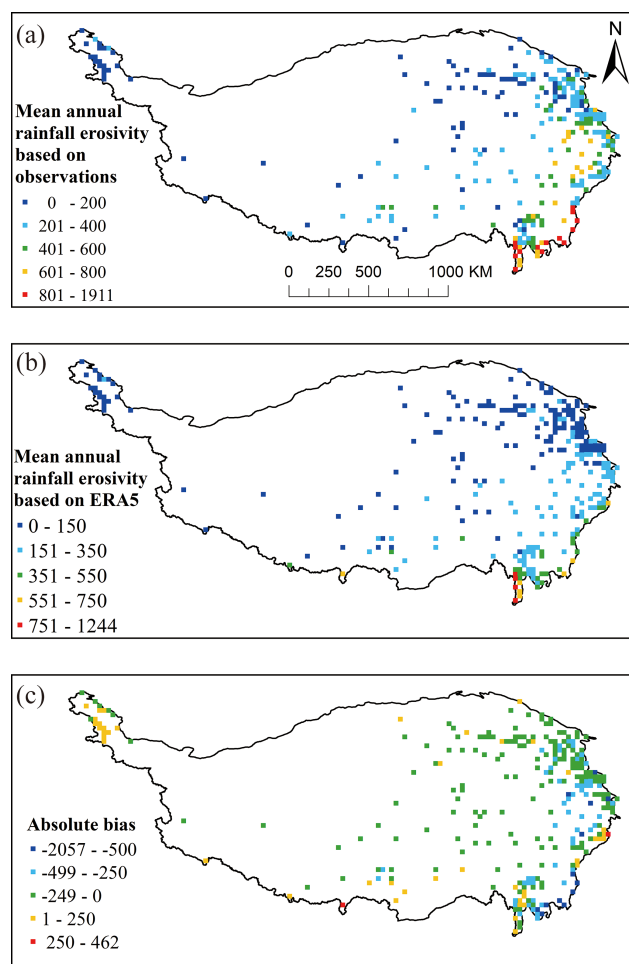 (a)
N
Mean annual
rainfall erosivity
based on
observations
0 - 200
201 - 400
401 - 600
601 - 800
801 - 1911
0 250 500 1000 KM
(b)
Mean annual
rainfall erosivity
based on ERA5
0 - 150
151 - 350
351 - 550
551 - 750
751 - 1244
(c)
Absolute bias
-2057 - -500
-499 - -250
-249 - 0
1 - 250
250 - 462